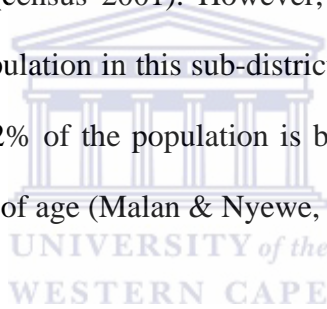 census 2001). However,
pulation in this sub-distric
2% of the population is b
of age (Malan & Nyewe,
UNIVERSITY of the
WESTERN CAPE